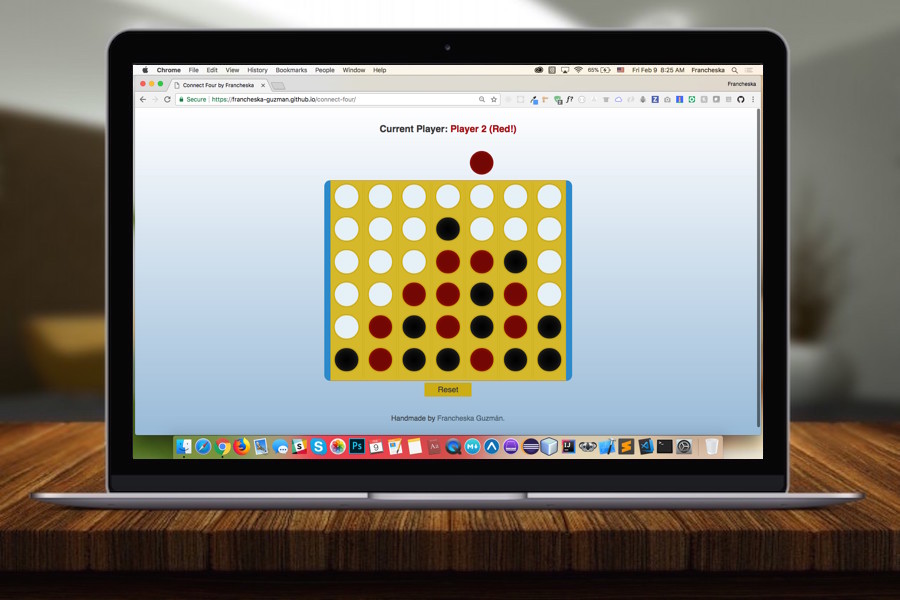 Chrome File Edit View History Bookmarks People Window Help 65% Fri Feb 9 8:25 AM Francheska
Connect Four by Francheska Francheska
Secure https://francheska-guzman.github.io/connect-four/
Current Player: Player 2 (Red!)
Reset
Handmade by Francheska Guzmán.
Ps